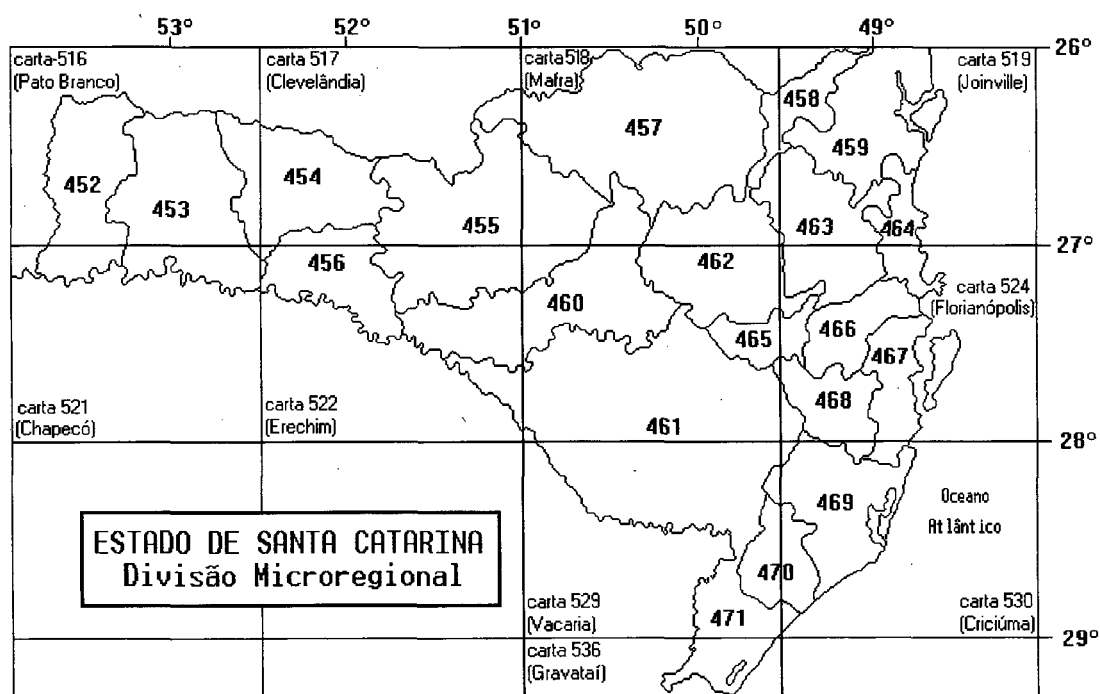 53° 52° 51° 50° 49°
26°
carta-516
(Pato Branco)
carta 517
(Clevelândia)
carta 518
(Mafra)
carta 519
(Joinville)
458
457
459
454
452
453
455
463
464
27°
456
462
carta 524
(Florianópolis)
460
466
465
467
468
carta 521
(Chapecó)
carta 522
(Erechim)
461
28°
469
Oceano
Atlântico
ESTADO DE SANTA CATARINA
Divisão Microregional
470
471
carta 529
(Vacaria)
carta 530
(Criciúma)
29°
carta 536
(Gravataí)